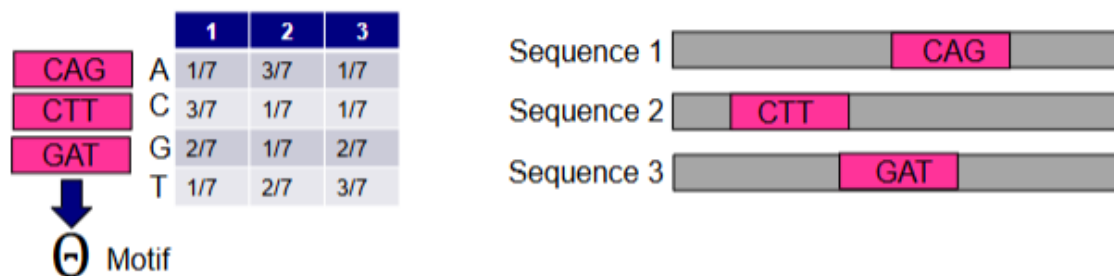 1 2 3
CAG A 1/7 3/7 1/7
CTT C 3/7 1/7 1/7
GAT G 2/7 1/7 2/7
T 1/7 2/7 3/7
Θ Motif
Sequence 1 CAG
Sequence 2 CTT
Sequence 3 GAT